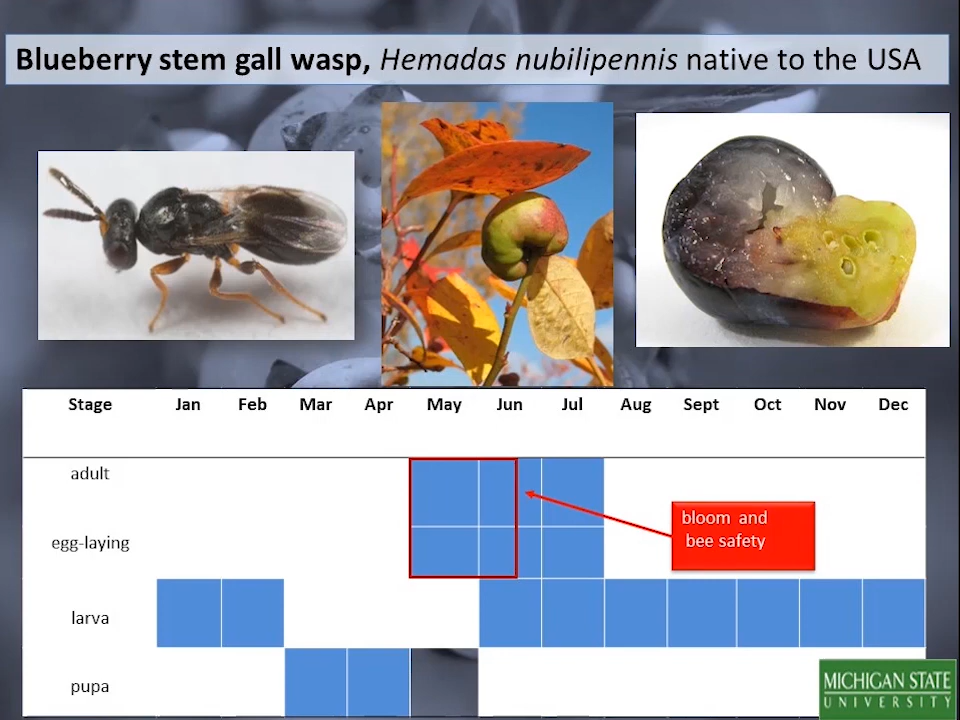 Blueberry stem gall wasp, Hemadas nubilipennis native to the USA
Stage Jan Feb Mar Apr May Jun Jul Aug Sept Oct Nov Dec
adult
bloom and
bee safety
egg-laying
larva
pupa
MICHIGAN STATE
UNIVERSITY